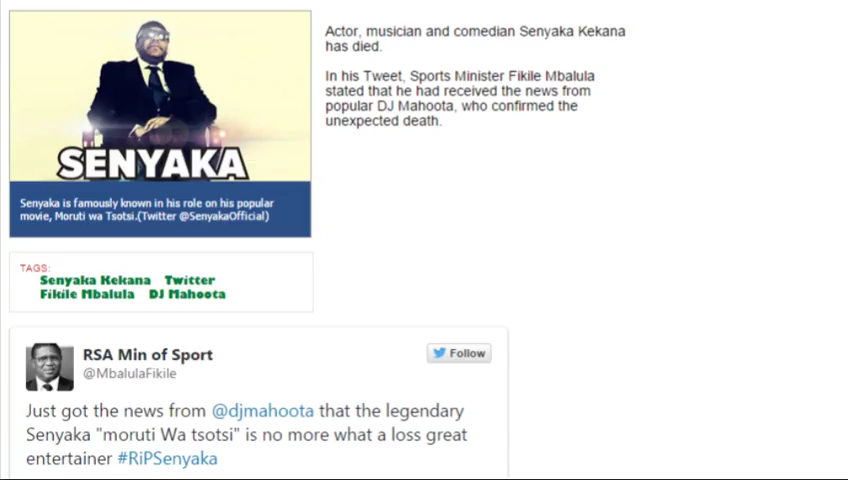 SENYAKA
Senyaka is famously known in his role on his popular
movie, Moruti wa Tsotsi.(Twitter @SenyakaOfficial)
Actor, musician and comedian Senyaka Kekana
has died.
In his Tweet, Sports Minister Fikile Mbalula
stated that he had received the news from
popular DJ Mahoota, who confirmed the
unexpected death.
TAGS:
Senyaka Kekana Twitter
Fikile Mbalula DJ Mahoota
RSA Min of Sport
@MbalulaFikile
Follow
Just got the news from @djmahoota that the legendary
Senyaka "moruti Wa tsotsi" is no more what a loss great
entertainer #RiPSenyaka